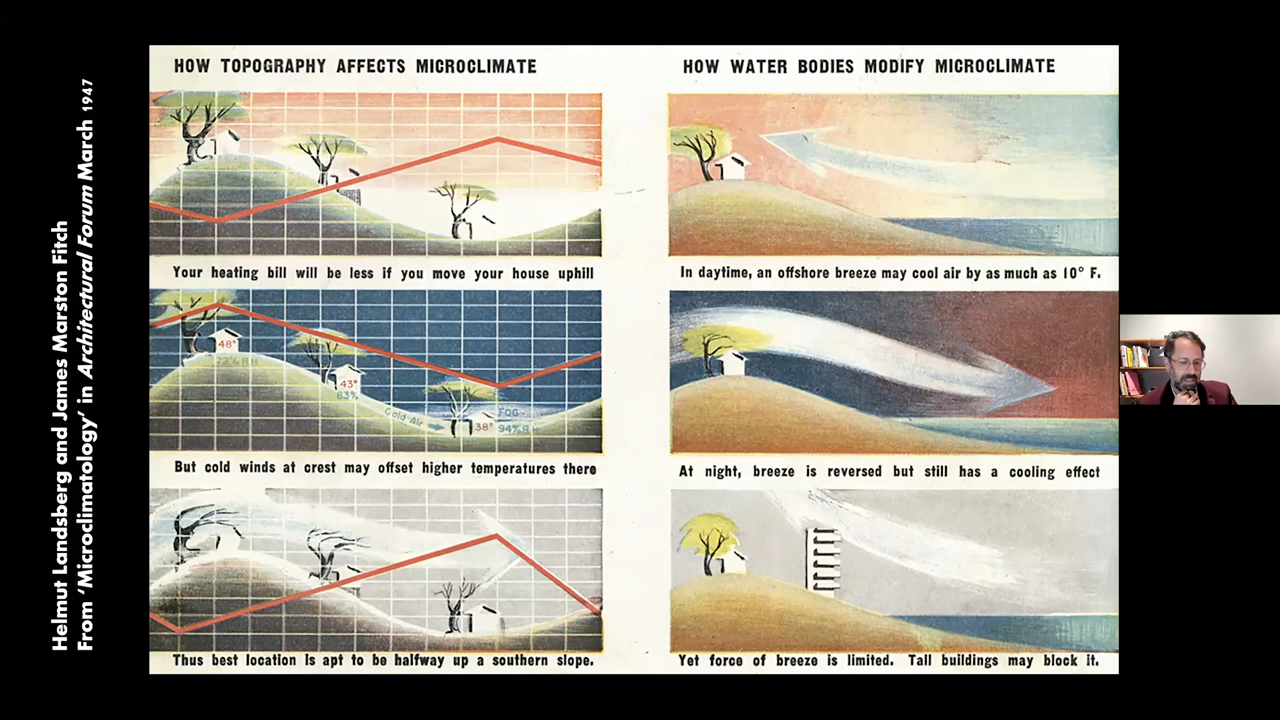 Helmut Landsberg and James Marston Fitch
From ‘Microclimatology’ in Architectural Forum March 1947
HOW TOPOGRAPHY AFFECTS MICROCLIMATE
Your heating bill will be less if you move your house uphill
48°
72% RH
43°
83%
Cold Air
38°
FOG
94% RH
But cold winds at crest may offset higher temperatures there
Thus best location is apt to be halfway up a southern slope.
HOW WATER BODIES MODIFY MICROCLIMATE
In daytime, an offshore breeze may cool air by as much as 10° F.
At night, breeze is reversed but still has a cooling effect
Yet force of breeze is limited. Tall buildings may block it.